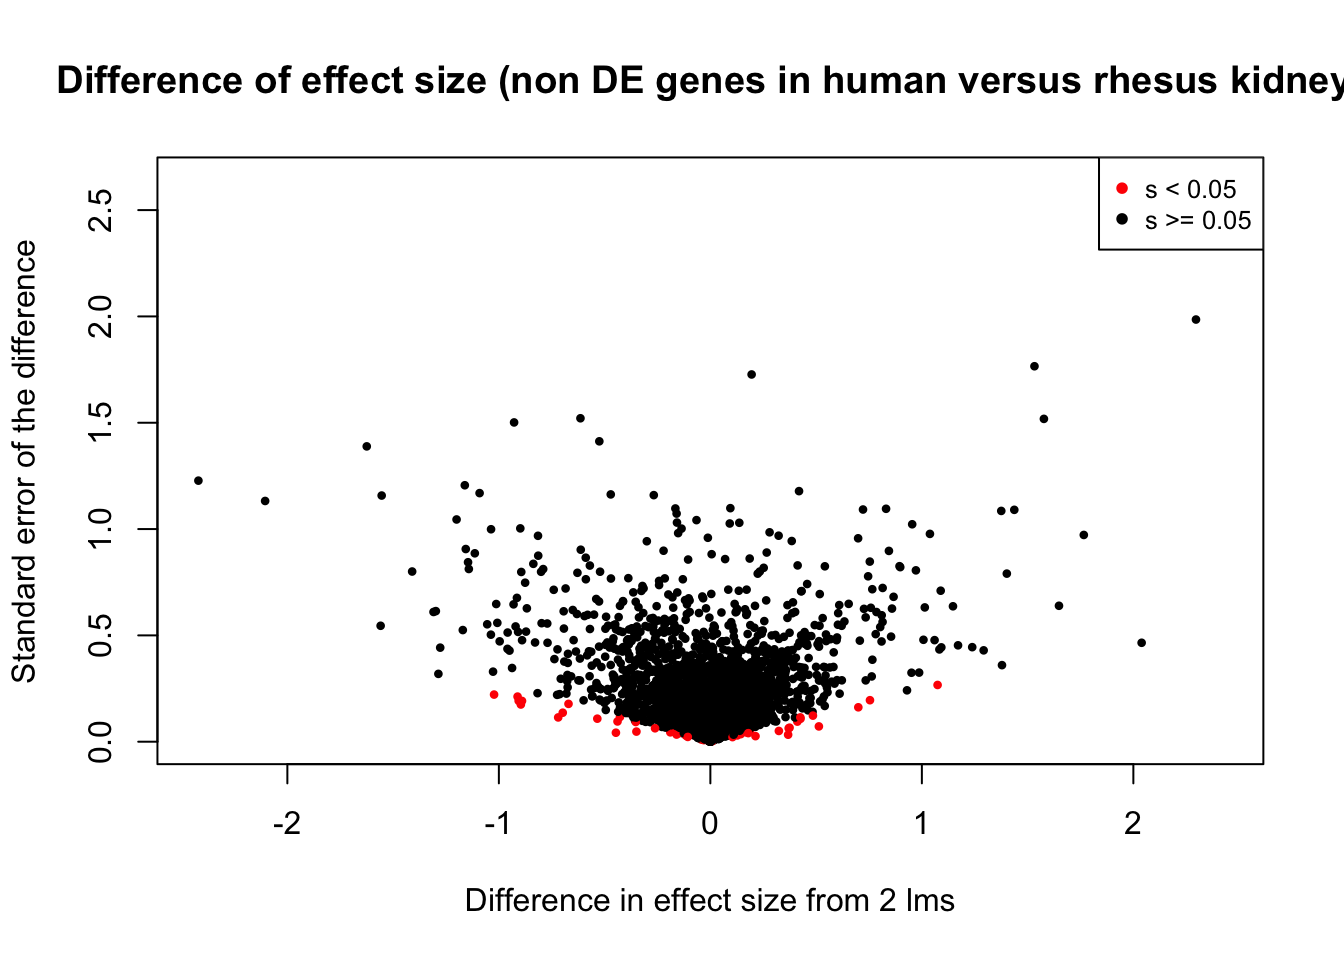 Difference of effect size (non DE genes in human versus rhesus kidney
s < 0.05
s >= 0.05
Standard error of the difference
2.5
2.0
1.5
1.0
0.5
0.0
-2 -1 0 1 2
Difference in effect size from 2 lms